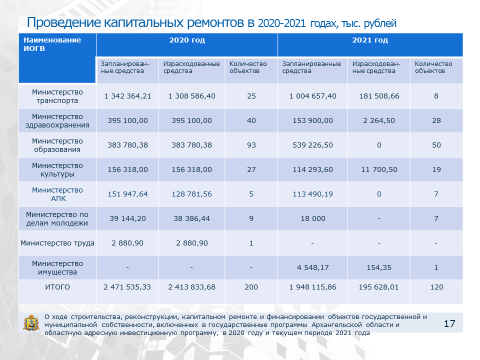 Проведение капитальных ремонтов в 2020-2021 годах, тыс. рублей
Наименование ИОГВ 2020 год 2021 год
Запланирован-ные средства Израсходованные средства Количество объектов Запланированные средства Израсходован-ные средства Количество объектов
Министерство транспорта 1 342 364,21 1 308 586,40 25 1 004 657,40 181 508,66 8
Министерство здравоохранения 395 100,00 395 100,00 40 153 900,00 2 264,50 28
Министерство образования 383 780,38 383 780,38 93 539 226,50 0 50
Министерство культуры 156 318,00 156 318,00 27 114 293,60 11 700,50 19
Министерство АПК 151 947,64 128 781,56 5 113 490,19 0 7
Министерство по делам молодежи 39 144,20 38 386,44 9 18 000 - 7
Министерство труда 2 880,90 2 880,90 1 - - -
Министерство имущества - - - 4 548,17 154,35 1
ИТОГО 2 471 535,33 2 413 833,68 200 1 948 115,86 195 628,01 120
О ходе строительства, реконструкции, капитальном ремонте и финансировании объектов государственной и
муниципальной собственности, включенных в государственные программы Архангельской области и
областную адресную инвестиционную программу, в 2020 году и текущем периоде 2021 года
17